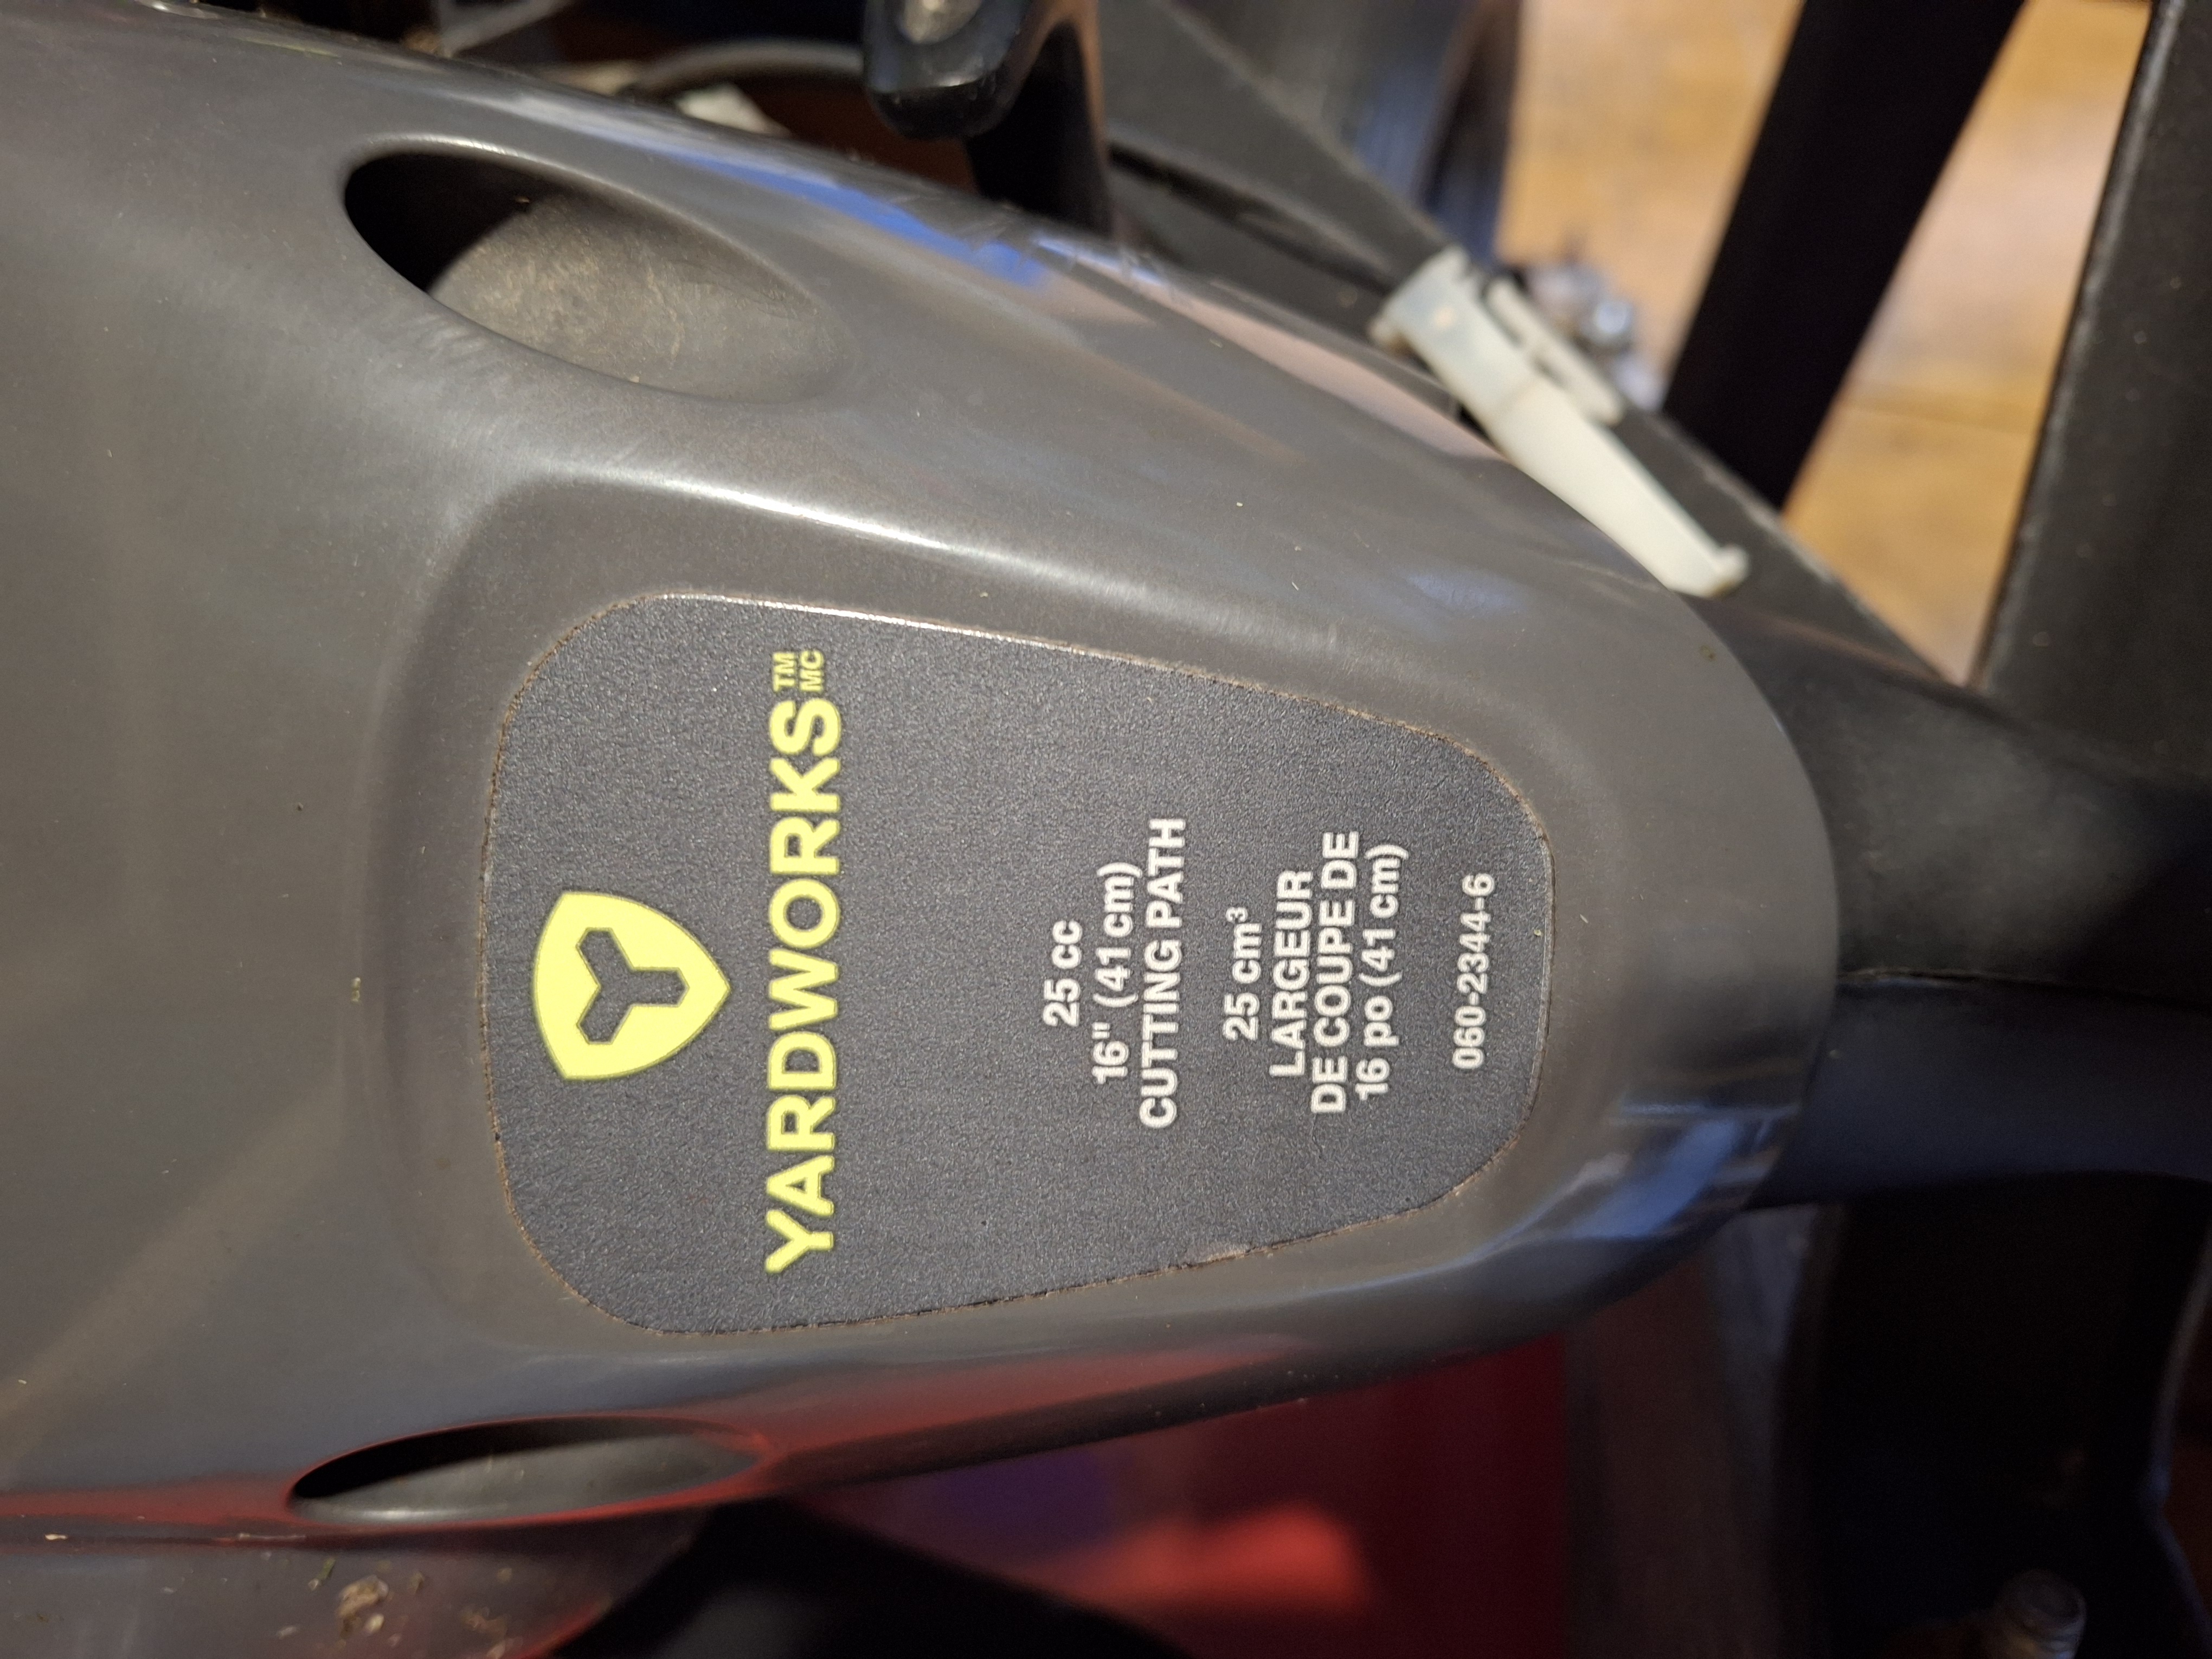 YARDWORKS™ MC
25 cc
16" (41 cm)
CUTTING PATH
25 cm³
LARGEUR
DE COUPE DE
16 po (41 cm)
060-2344-6